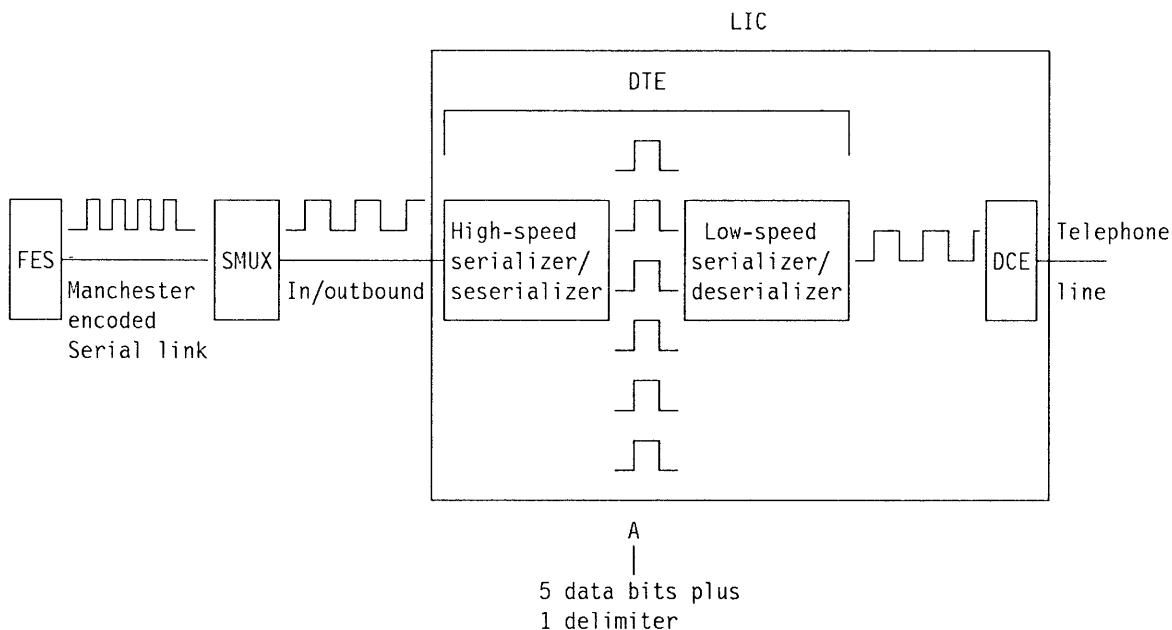 LIC
DTE
FES
Manchester
encoded
Serial link
SMUX
In/outbound
High-speed
serializer/
seserializer
Low-speed
serializer/
deserializer
DCE
Telephone
line
A
5 data bits plus
1 delimiter